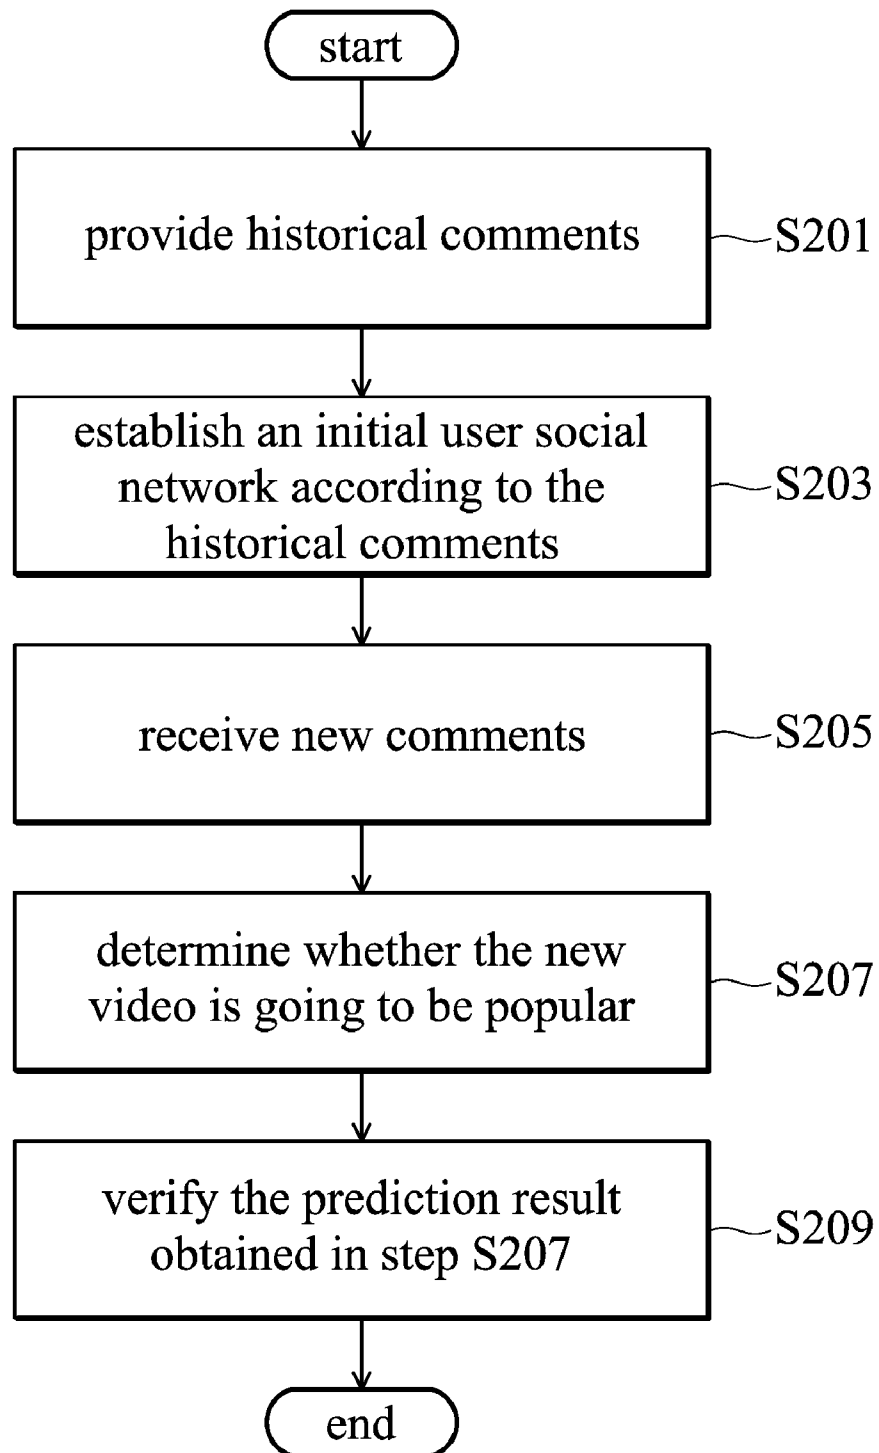 start
provide historical comments
S201
establish an initial user social
network according to the
historical comments
S203
receive new comments
S205
determine whether the new
video is going to be popular
S207
verify the prediction result
obtained in step S207
S209
end